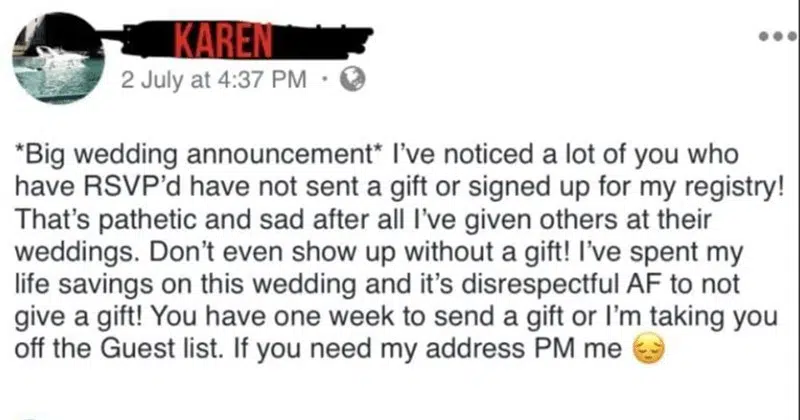 KAREN
2 July at 4:37 PM ·
*Big wedding announcement* I've noticed a lot of you who
have RSVP'd have not sent a gift or signed up for my registry!
That's pathetic and sad after all I've given others at their
weddings. Don't even show up without a gift! I've spent my
life savings on this wedding and it's disrespectful AF to not
give a gift! You have one week to send a gift or I'm taking you
off the Guest list. If you need my address PM me 😔